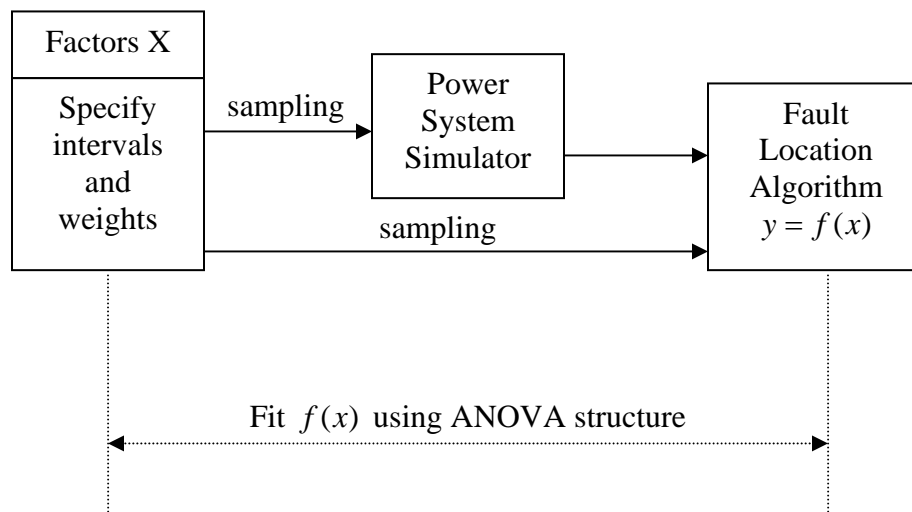 Factors X
Specify
intervals
and
weights
sampling
Power
System
Simulator
sampling
Fault
Location
Algorithm
y = f(x)
Fit f(x) using ANOVA structure